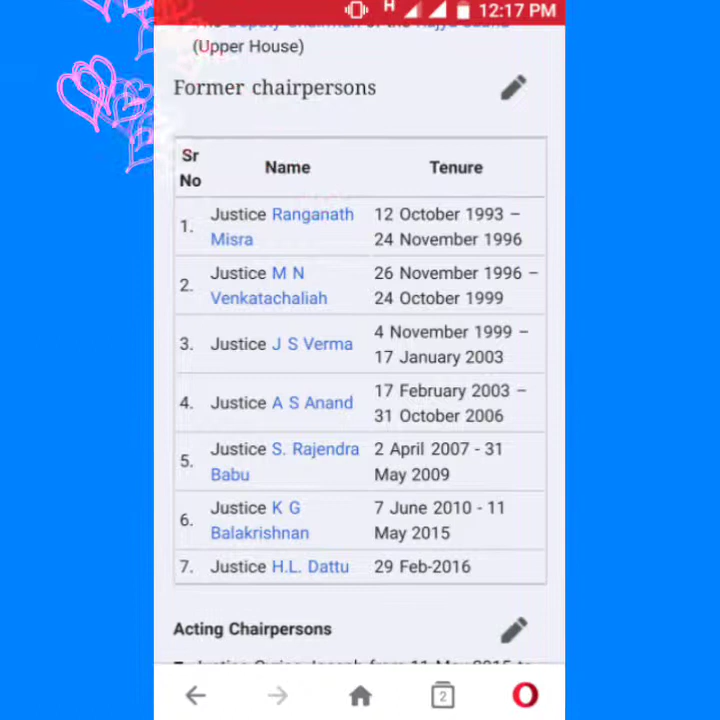 H 12:17 PM
(Upper House)
Former chairpersons
Sr No Name Tenure
1. Justice Ranganath Misra 12 October 1993 – 24 November 1996
2. Justice M N Venkatachaliah 26 November 1996 – 24 October 1999
3. Justice J S Verma 4 November 1999 – 17 January 2003
4. Justice A S Anand 17 February 2003 – 31 October 2006
5. Justice S. Rajendra Babu 2 April 2007 - 31 May 2009
6. Justice K G Balakrishnan 7 June 2010 - 11 May 2015
7. Justice H.L. Dattu 29 Feb-2016
Acting Chairpersons
2